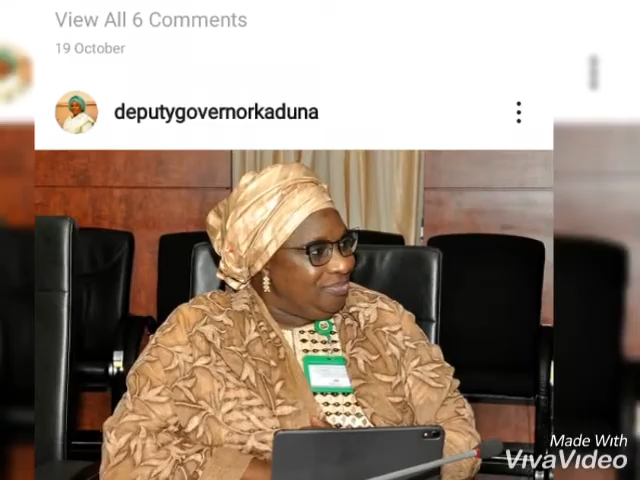 View All 6 Comments
19 October
deputygovernorkaduna
Made With
VivaVideo